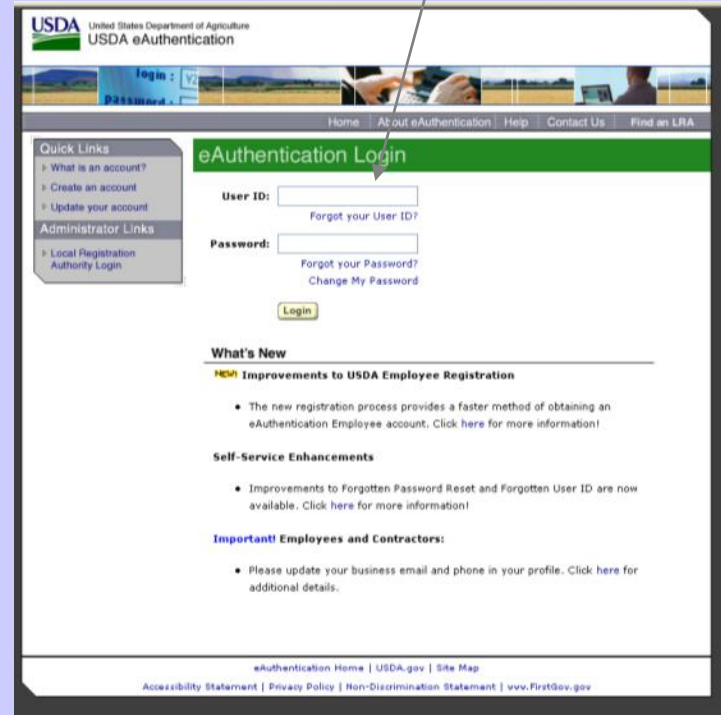 USDA United States Department of Agriculture
USDA eAuthentication
login :
Password :
Home About eAuthentication Help Contact Us Find an LRA
Quick Links
What is an account?
Create an account
Update your account
Administrator Links
Local Registration
Authority Login
eAuthentication Login
User ID:
Forgot your User ID?
Password:
Forgot your Password?
Change My Password
Login
What's New
NEW! Improvements to USDA Employee Registration
• The new registration process provides a faster method of obtaining an
eAuthentication Employee account. Click here for more information!
Self-Service Enhancements
• Improvements to Forgotten Password Reset and Forgotten User ID are now
available. Click here for more information!
Important! Employees and Contractors:
• Please update your business email and phone in your profile. Click here for
additional details.
eAuthentication Home | USDA.gov | Site Map
Accessibility Statement | Privacy Policy | Non-Discrimination Statement | www.FirstGov.gov